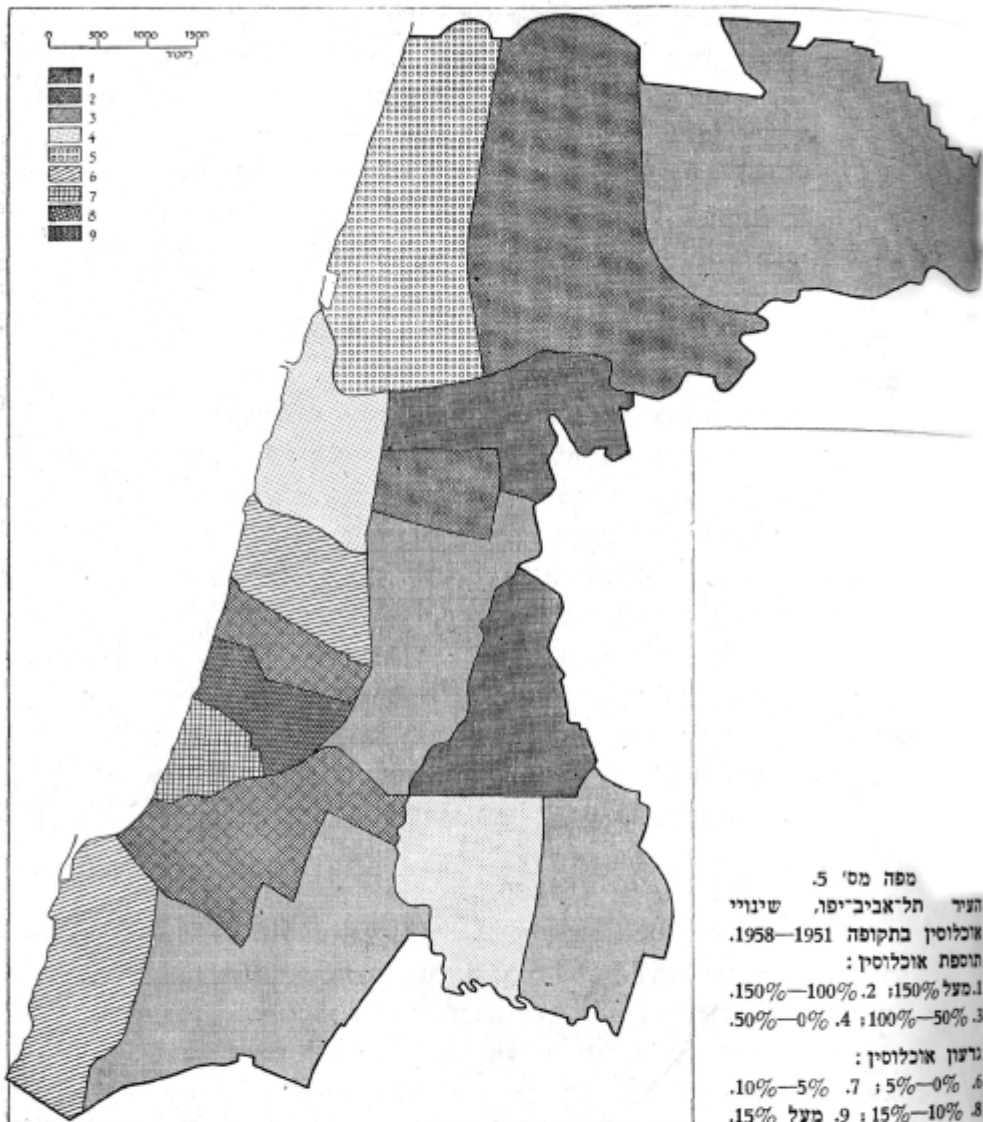 0 500 1000 1500
1
2
3
4
5
6
7
8
9
מפה מס' 5.
העיר תל־אביב־יפו, שינויי
אוכלוסין בתקופה 1951—1958.
תוספת אוכלוסין :
1. מעל 150%; 2. 100%—150%.
3. 50%—100%; 4. 0%—50%.
גרעון אוכלוסין :
6. 0%—5%; 7. 5%—10%.
8. 10%—15%; 9. מעל 15%.